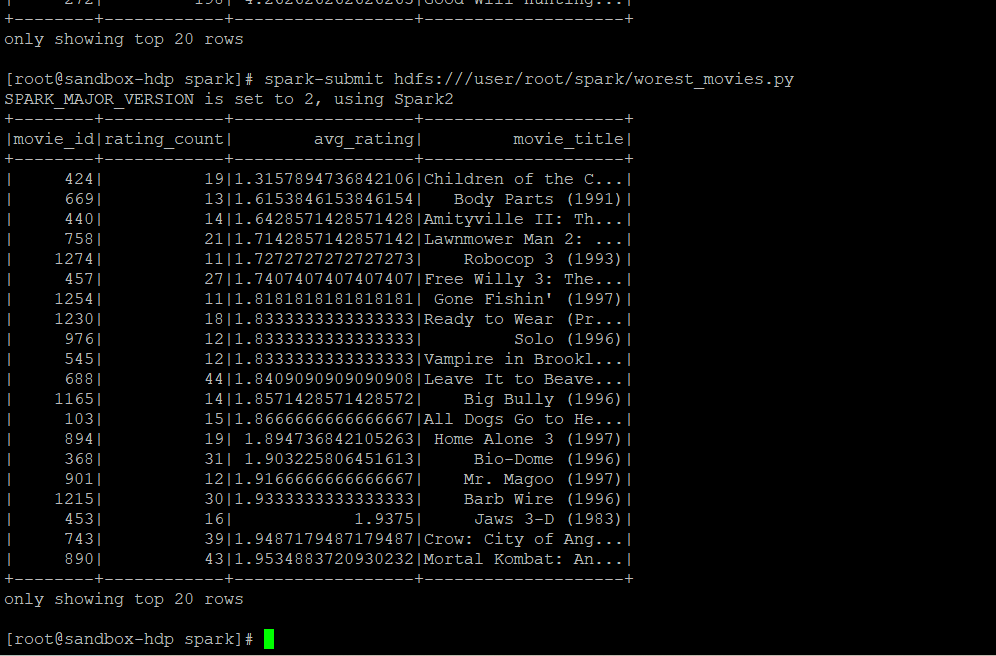 |     272|         198| 4.262626262626263|Good Will Hunting...|
+--------+------------+------------------+--------------------+
only showing top 20 rows
[root@sandbox-hdp spark]# spark-submit hdfs:///user/root/spark/worest_movies.py
SPARK_MAJOR_VERSION is set to 2, using Spark2
+--------+------------+------------------+--------------------+
|movie_id|rating_count|        avg_rating|         movie_title|
+--------+------------+------------------+--------------------+
|     424|          19|1.3157894736842106|Children of the C...|
|     669|          13|1.6153846153846154|   Body Parts (1991)|
|     440|          14|1.6428571428571428|Amityville II: Th...|
|     758|          21|1.7142857142857142|Lawnmower Man 2: ...|
|    1274|          11|1.7272727272727273|    Robocop 3 (1993)|
|     457|          27|1.7407407407407407|Free Willy 3: The...|
|    1254|          11|1.8181818181818181| Gone Fishin' (1997)|
|    1230|          18|1.8333333333333333|Ready to Wear (Pr...|
|     976|          12|1.8333333333333333|         Solo (1996)|
|     545|          12|1.8333333333333333|Vampire in Brookl...|
|     688|          44|1.8409090909090908|Leave It to Beave...|
|    1165|          14|1.8571428571428572|    Big Bully (1996)|
|     103|          15|1.8666666666666667|All Dogs Go to He...|
|     894|          19| 1.894736842105263| Home Alone 3 (1997)|
|     368|          31| 1.903225806451613|     Bio-Dome (1996)|
|     901|          12|1.9166666666666667|    Mr. Magoo (1997)|
|    1215|          30|1.9333333333333333|    Barb Wire (1996)|
|     453|          16|            1.9375|     Jaws 3-D (1983)|
|     743|          39|1.9487179487179487|Crow: City of Ang...|
|     890|          43|1.9534883720930232|Mortal Kombat: An...|
+--------+------------+------------------+--------------------+
only showing top 20 rows
[root@sandbox-hdp spark]#